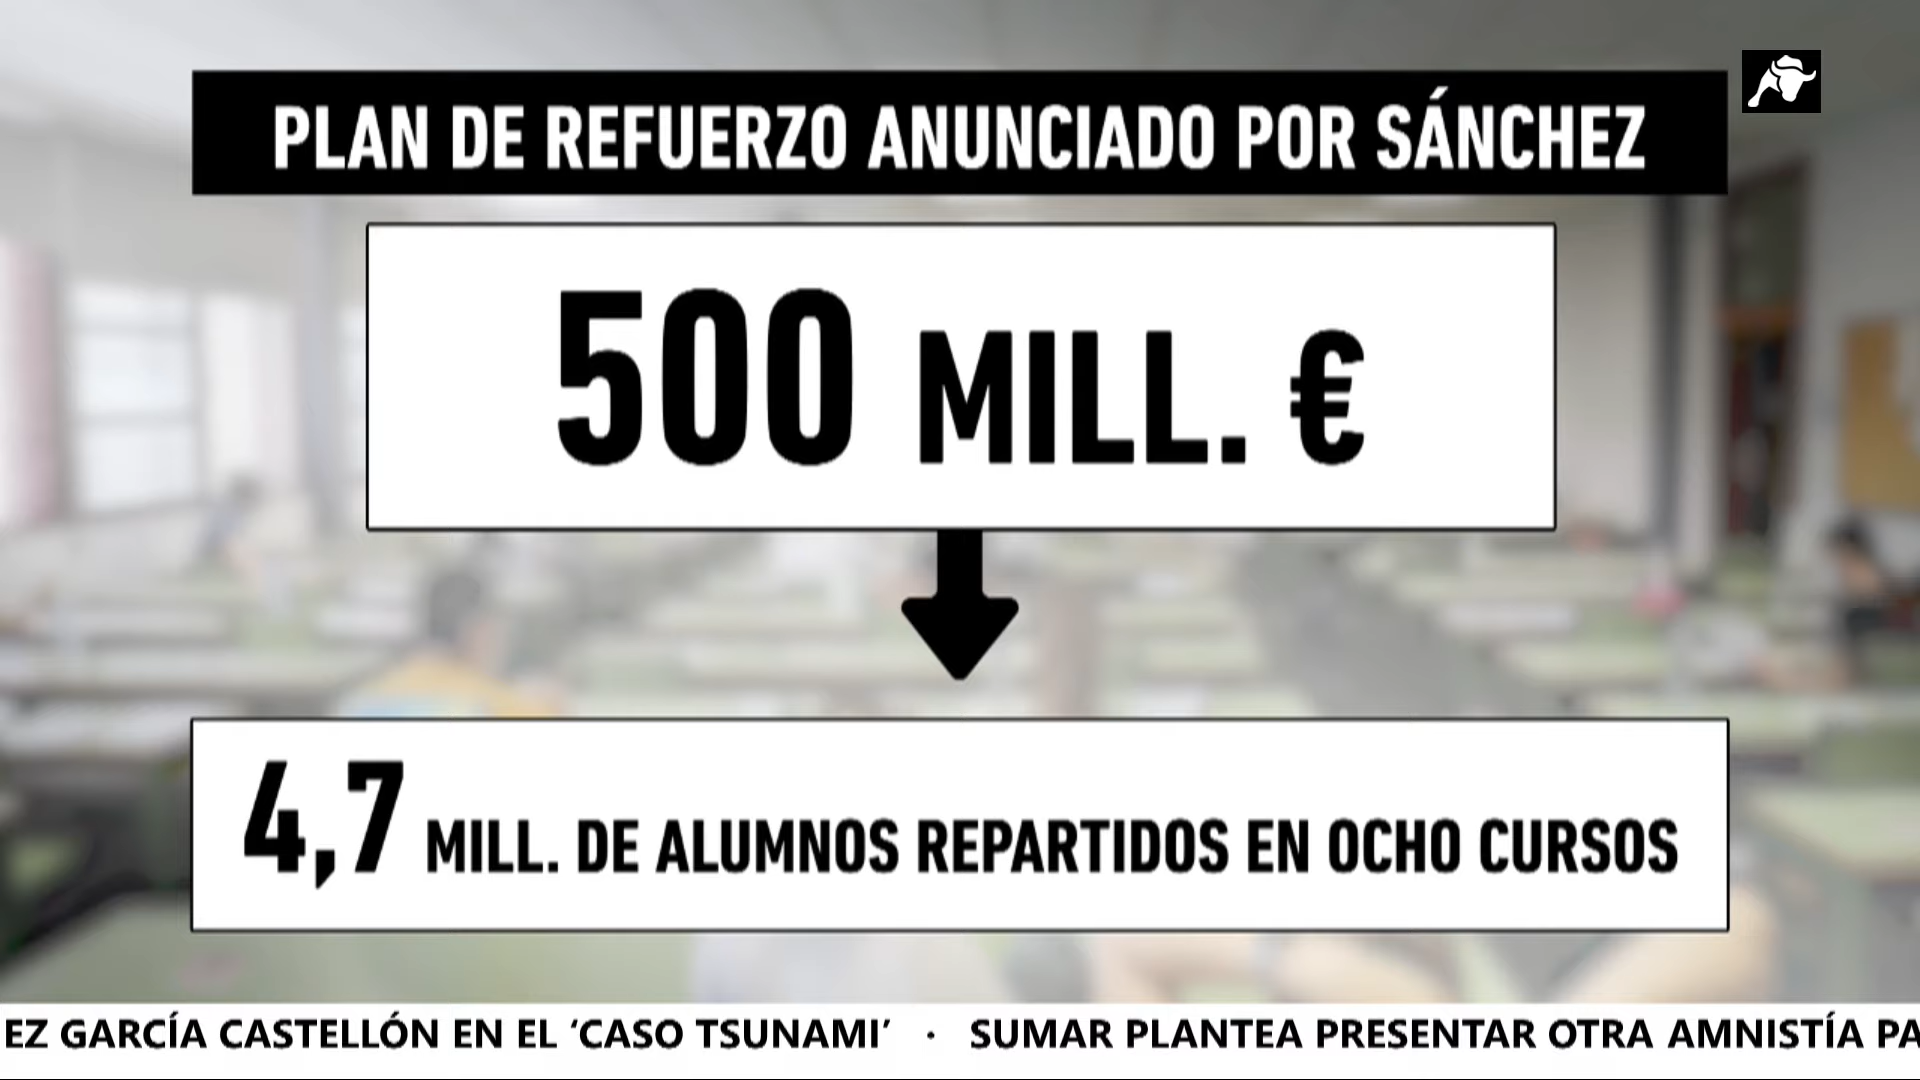 PLAN DE REFUERZO ANUNCIADO POR SÁNCHEZ
500 MILL. €
4,7 MILL. DE ALUMNOS REPARTIDOS EN OCHO CURSOS
EZ GARCÍA CASTELLÓN EN EL ‘CASO TSUNAMI’ · SUMAR PLANTEA PRESENTAR OTRA AMNISTÍA PA